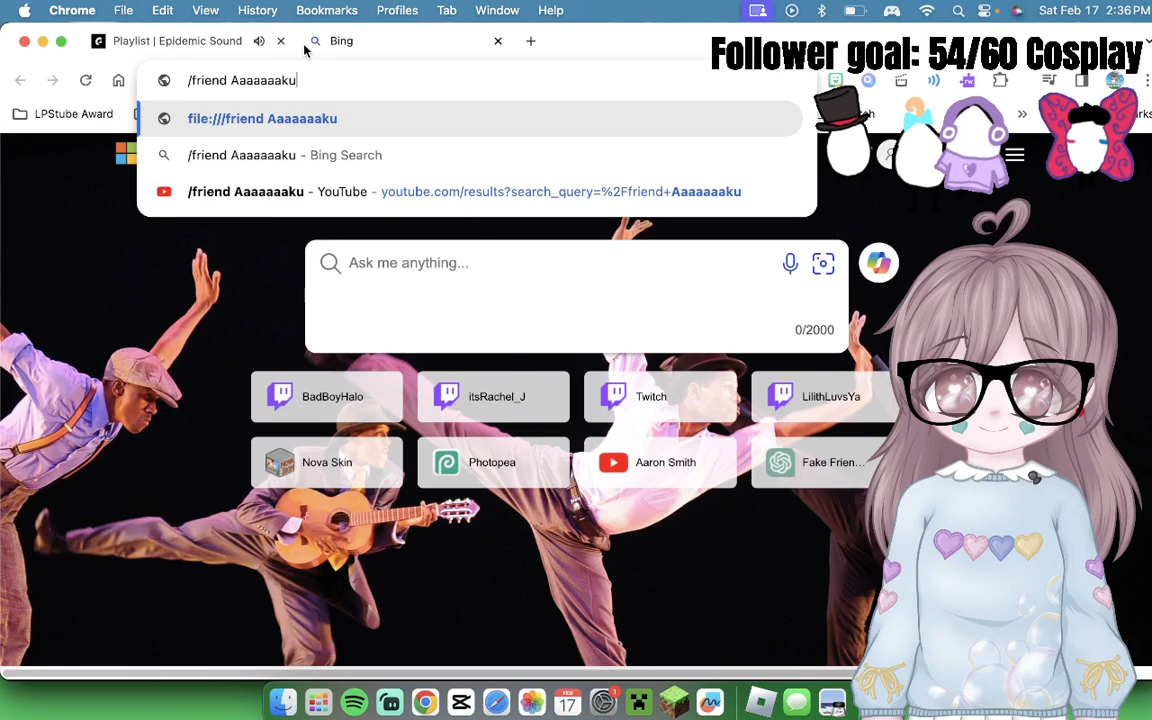 Chrome File Edit View History Bookmarks Profiles Tab Window Help Sat Feb 17 2:36 PM
Playlist | Epidemic Sound Bing
Follower goal: 54/60 Cosplay
/friend Aaaaaaaku
LPStube Award
file:///friend Aaaaaaaku
/friend Aaaaaaaku - Bing Search
/friend Aaaaaaaku - YouTube - youtube.com/results?search_query=%2Ffriend+Aaaaaaaku
Ask me anything...
0/2000
BadBoyHalo itsRachel_J Twitch LilithLuvsYa
Nova Skin Photopea Aaron Smith Fake Frien...
FEB
17
1